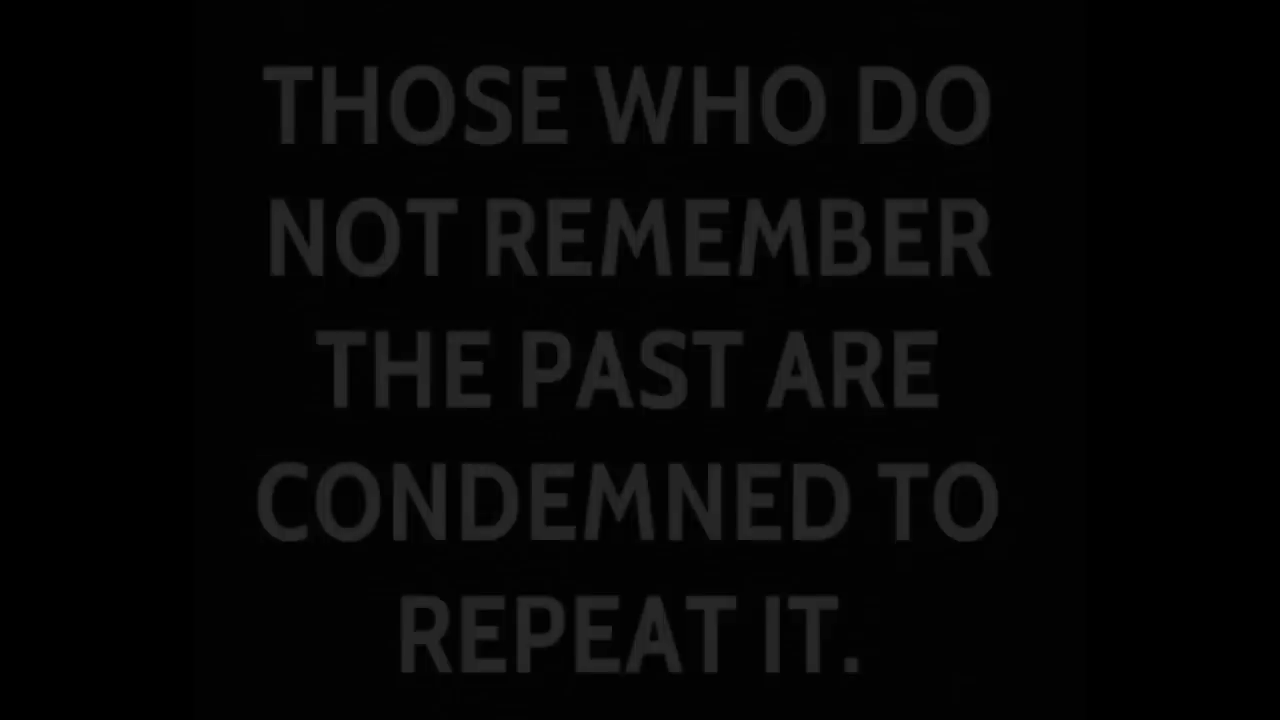 THOSE WHO DO
NOT REMEMBER
THE PAST ARE
CONDEMNED TO
REPEAT IT.